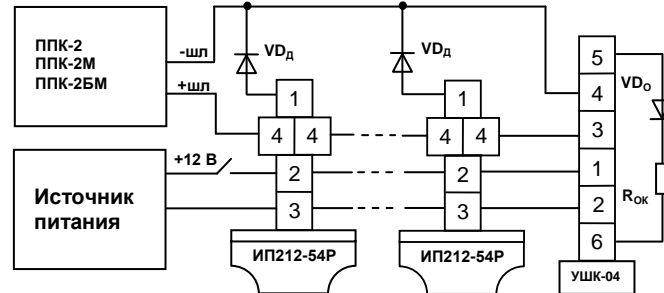 ППК-2
ППК-2М
ППК-2БМ
-шл
+шл
VDД
VDД
1
4 4
2
3
ИП212-54Р
1
4 4
2
3
ИП212-54Р
+12 В
Источник
питания
5
4
3
1
2
6
УШК-04
VDО
RОК